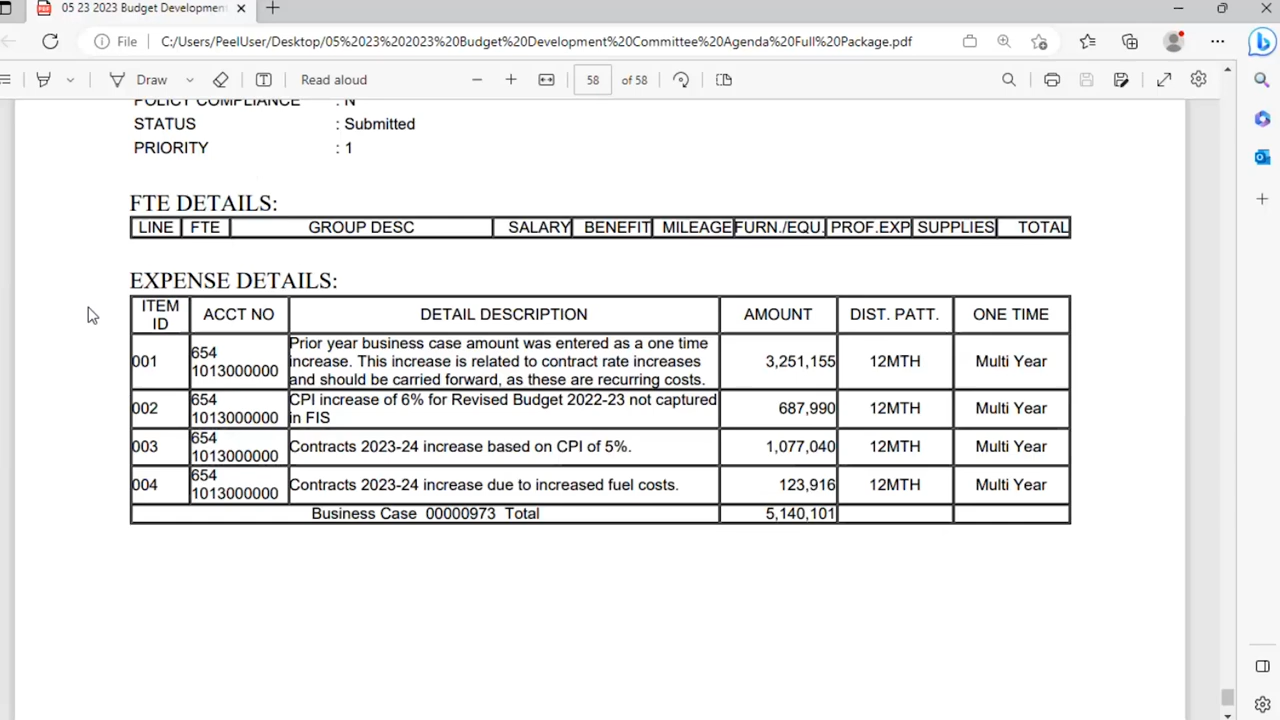 05 23 2023 Budget Developmen
File C:/Users/PeelUser/Desktop/05%2023%202023%20Budget%20Development%20Committee%20Agenda%20Full%20Package.pdf
Draw Read aloud 58 of 58
POLICY COMPLIANCE : N
STATUS : Submitted
PRIORITY : 1
FTE DETAILS:
LINE FTE GROUP DESC SALARY BENEFIT MILEAGE FURN./EQU. PROF.EXP SUPPLIES TOTAL
EXPENSE DETAILS:
ITEM
ID ACCT NO DETAIL DESCRIPTION AMOUNT DIST. PATT. ONE TIME
Prior year business case amount was entered as a one time
001 654 increase. This increase is related to contract rate increases 3,251,155 12MTH Multi Year
1013000000 and should be carried forward, as these are recurring costs.
654 CPI increase of 6% for Revised Budget 2022-23 not captured
002 687,990 12MTH Multi Year
1013000000 in FIS
654
003 Contracts 2023-24 increase based on CPI of 5%. 1,077,040 12MTH Multi Year
1013000000
654
004 Contracts 2023-24 increase due to increased fuel costs. 123,916 12MTH Multi Year
1013000000
Business Case 00000973 Total 5,140,101